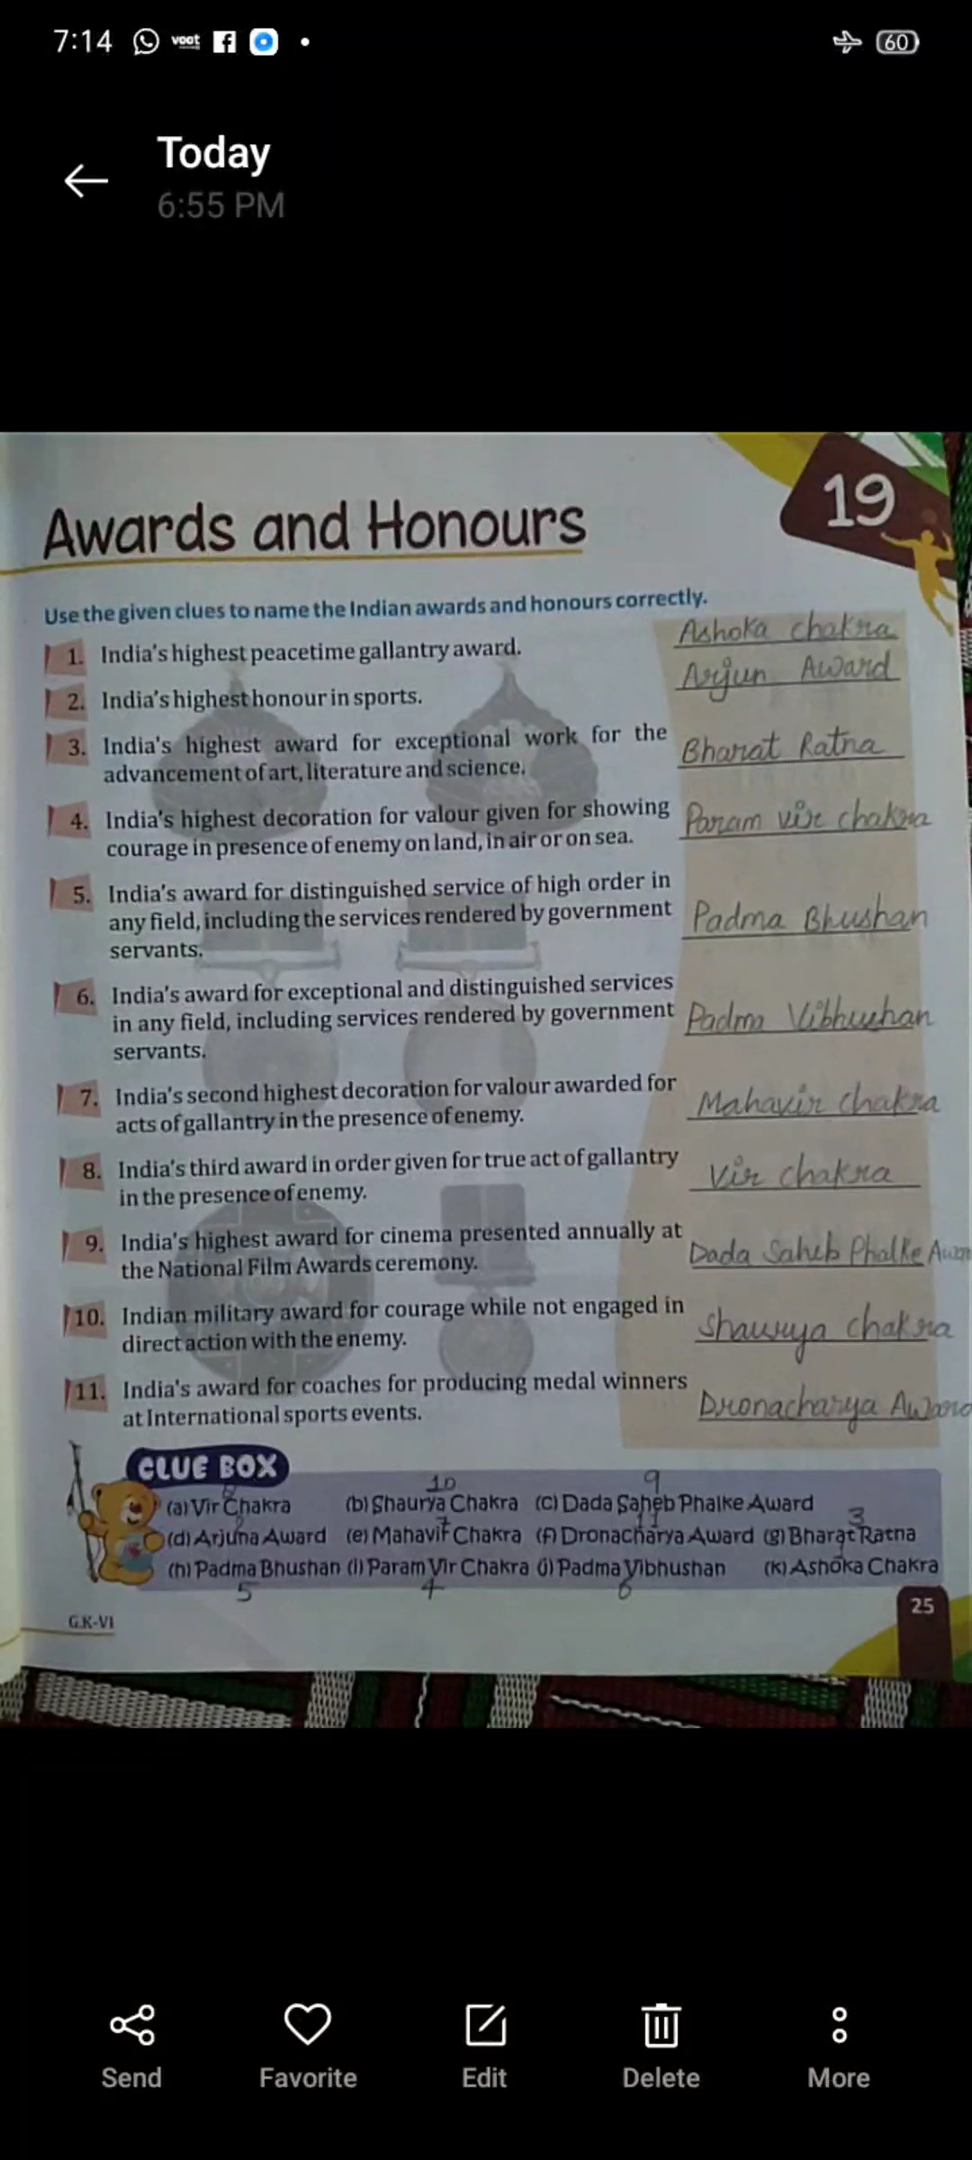 7:14 voot 60
Today
6:55 PM
19
Awards and Honours
Use the given clues to name the Indian awards and honours correctly.
1. India's highest peacetime gallantry award. Ashoka chakra
2. India's highest honour in sports. Arjun Award
3. India's highest award for exceptional work for the
advancement of art, literature and science. Bharat Ratna
4. India's highest decoration for valour given for showing
courage in presence of enemy on land, in air or on sea. Param vir chakra
5. India's award for distinguished service of high order in
any field, including the services rendered by government
servants. Padma Bhushan
6. India's award for exceptional and distinguished services
in any field, including services rendered by government
servants. Padma Vibhushan
7. India's second highest decoration for valour awarded for
acts of gallantry in the presence of enemy. Mahavir chakra
8. India's third award in order given for true act of gallantry
in the presence of enemy. Vir chakra
9. India's highest award for cinema presented annually at
the National Film Awards ceremony. Dada Saheb Phalke Awar
10. Indian military award for courage while not engaged in
direct action with the enemy. Shaurya chakra
11. India's award for coaches for producing medal winners
at International sports events. Dronacharya Award
CLUE BOX
8 10 9
(a) Vir Chakra (b) Shaurya Chakra (c) Dada Saheb Phalke Award
7 11 3
(d) Arjuna Award (e) Mahavir Chakra (f) Dronacharya Award (g) Bharat Ratna
(h) Padma Bhushan (i) Param Vir Chakra (j) Padma Vibhushan (k) Ashoka Chakra
5 4 6
G.K-VI
25
Send Favorite Edit Delete More